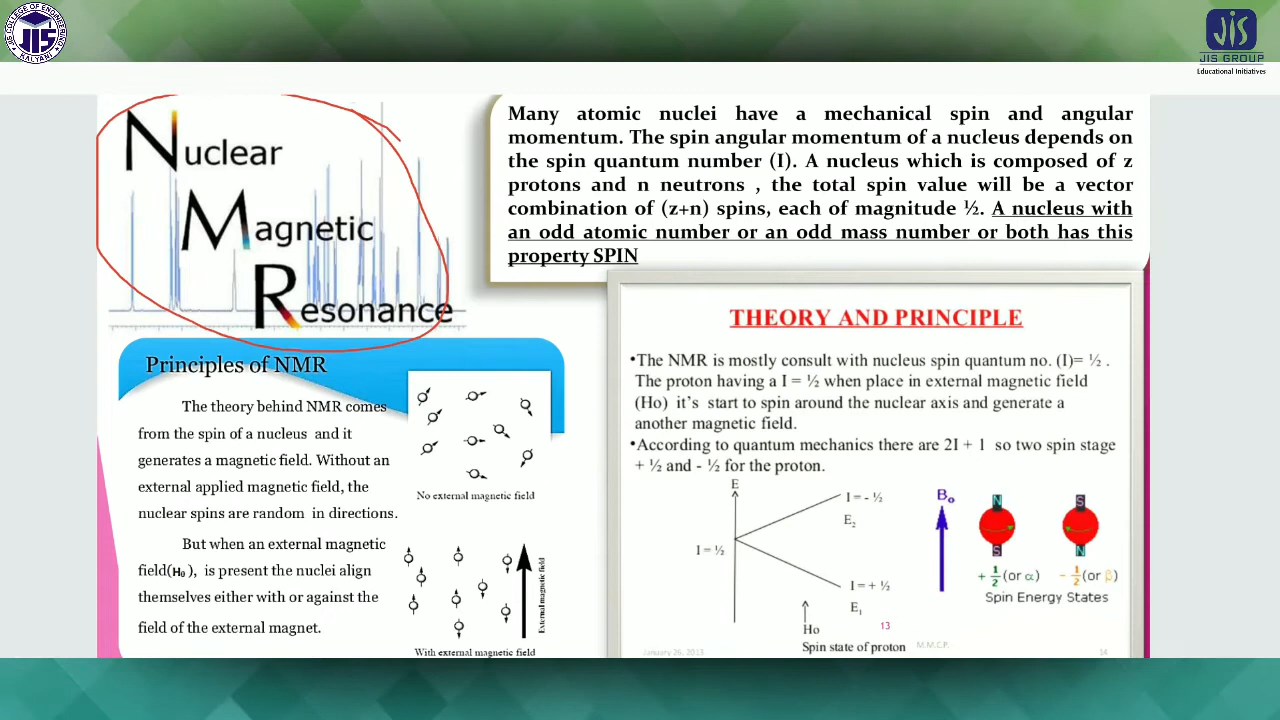 JIS COLLEGE OF ENGINEERING
JIS
KALYANI
JIS
JIS GROUP
Educational Initiatives
Nuclear
Magnetic
Resonance
Many atomic nuclei have a mechanical spin and angular
momentum. The spin angular momentum of a nucleus depends on
the spin quantum number (I). A nucleus which is composed of z
protons and n neutrons , the total spin value will be a vector
combination of (z+n) spins, each of magnitude ½. A nucleus with
an odd atomic number or an odd mass number or both has this
property SPIN
Principles of NMR
The theory behind NMR comes
from the spin of a nucleus and it
generates a magnetic field. Without an
external applied magnetic field, the
nuclear spins are random in directions.
But when an external magnetic
field(H₀ ), is present the nuclei align
themselves either with or against the
field of the external magnet.
No external magnetic field
External magnetic field
With external magnetic field
THEORY AND PRINCIPLE
•The NMR is mostly consult with nucleus spin quantum no. (I)= ½ .
The proton having a I = ½ when place in external magnetic field
(Ho) it's start to spin around the nuclear axis and generate a
another magnetic field.
•According to quantum mechanics there are 2I + 1 so two spin stage
+ ½ and - ½ for the proton.
E
I = - ½
E₂
I = ½
I = + ½
E₁
Ho
13
Spin state of proton
B₀
N
S
S
N
+ ½ (or α)
- ½ (or β)
Spin Energy States
January 26, 2013
M.M.C.P.
14